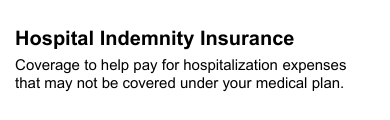 Hospital Indemnity Insurance
Coverage to help pay for hospitalization expenses
that may not be covered under your medical plan.